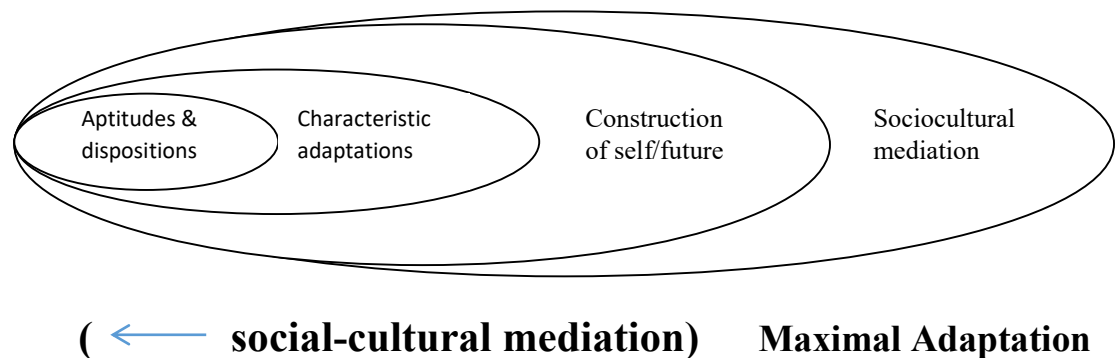 Aptitudes &
dispositions
Characteristic
adaptations
Construction
of self/future
Sociocultural
mediation
( ← social-cultural mediation) Maximal Adaptation